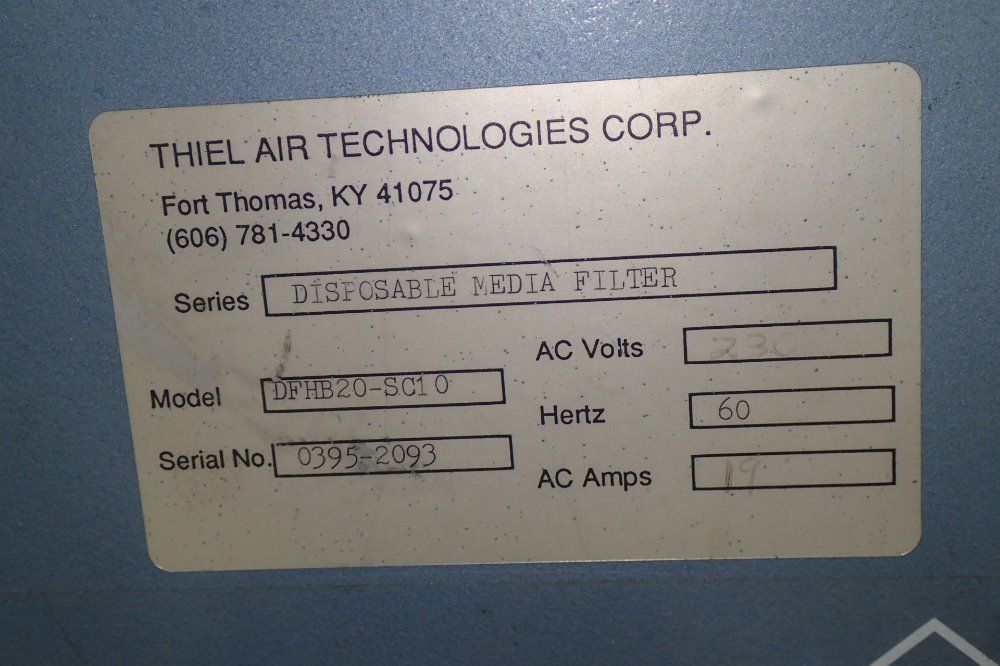 THIEL AIR TECHNOLOGIES CORP.
Fort Thomas, KY 41075
(606) 781-4330
Series DISPOSABLE MEDIA FILTER
AC Volts 230
Model DFHB20-SC10
Hertz 60
Serial No. 0395-2093
AC Amps 19